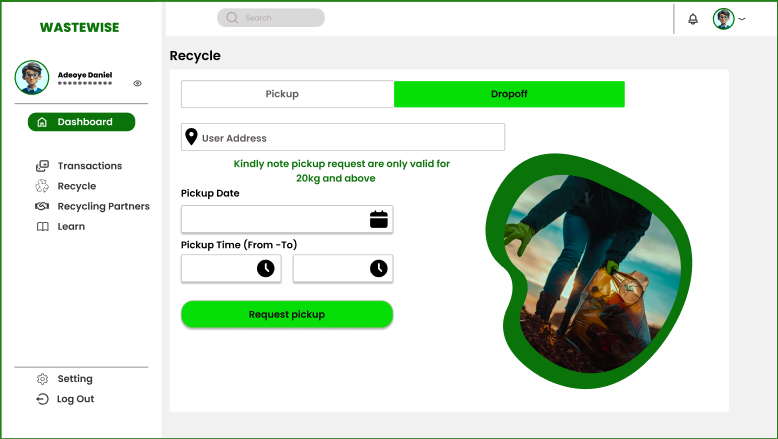 WASTEWISE
Search
Adeoye Daniel
***********
Dashboard
Transactions
Recycle
Recycling Partners
Learn
Setting
Log Out
Recycle
Pickup
Dropoff
User Address
Kindly note pickup request are only valid for
20kg and above
Pickup Date
Pickup Time (From -To)
Request pickup